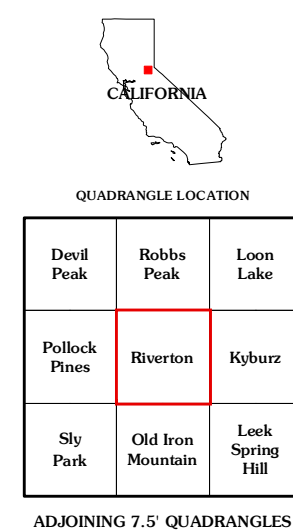 CALIFORNIA
QUADRANGLE LOCATION
Devil
Peak
Robbs
Peak
Loon
Lake
Pollock
Pines
Riverton
Kyburz
Sly
Park
Old Iron
Mountain
Leek
Spring
Hill
ADJOINING 7.5' QUADRANGLES